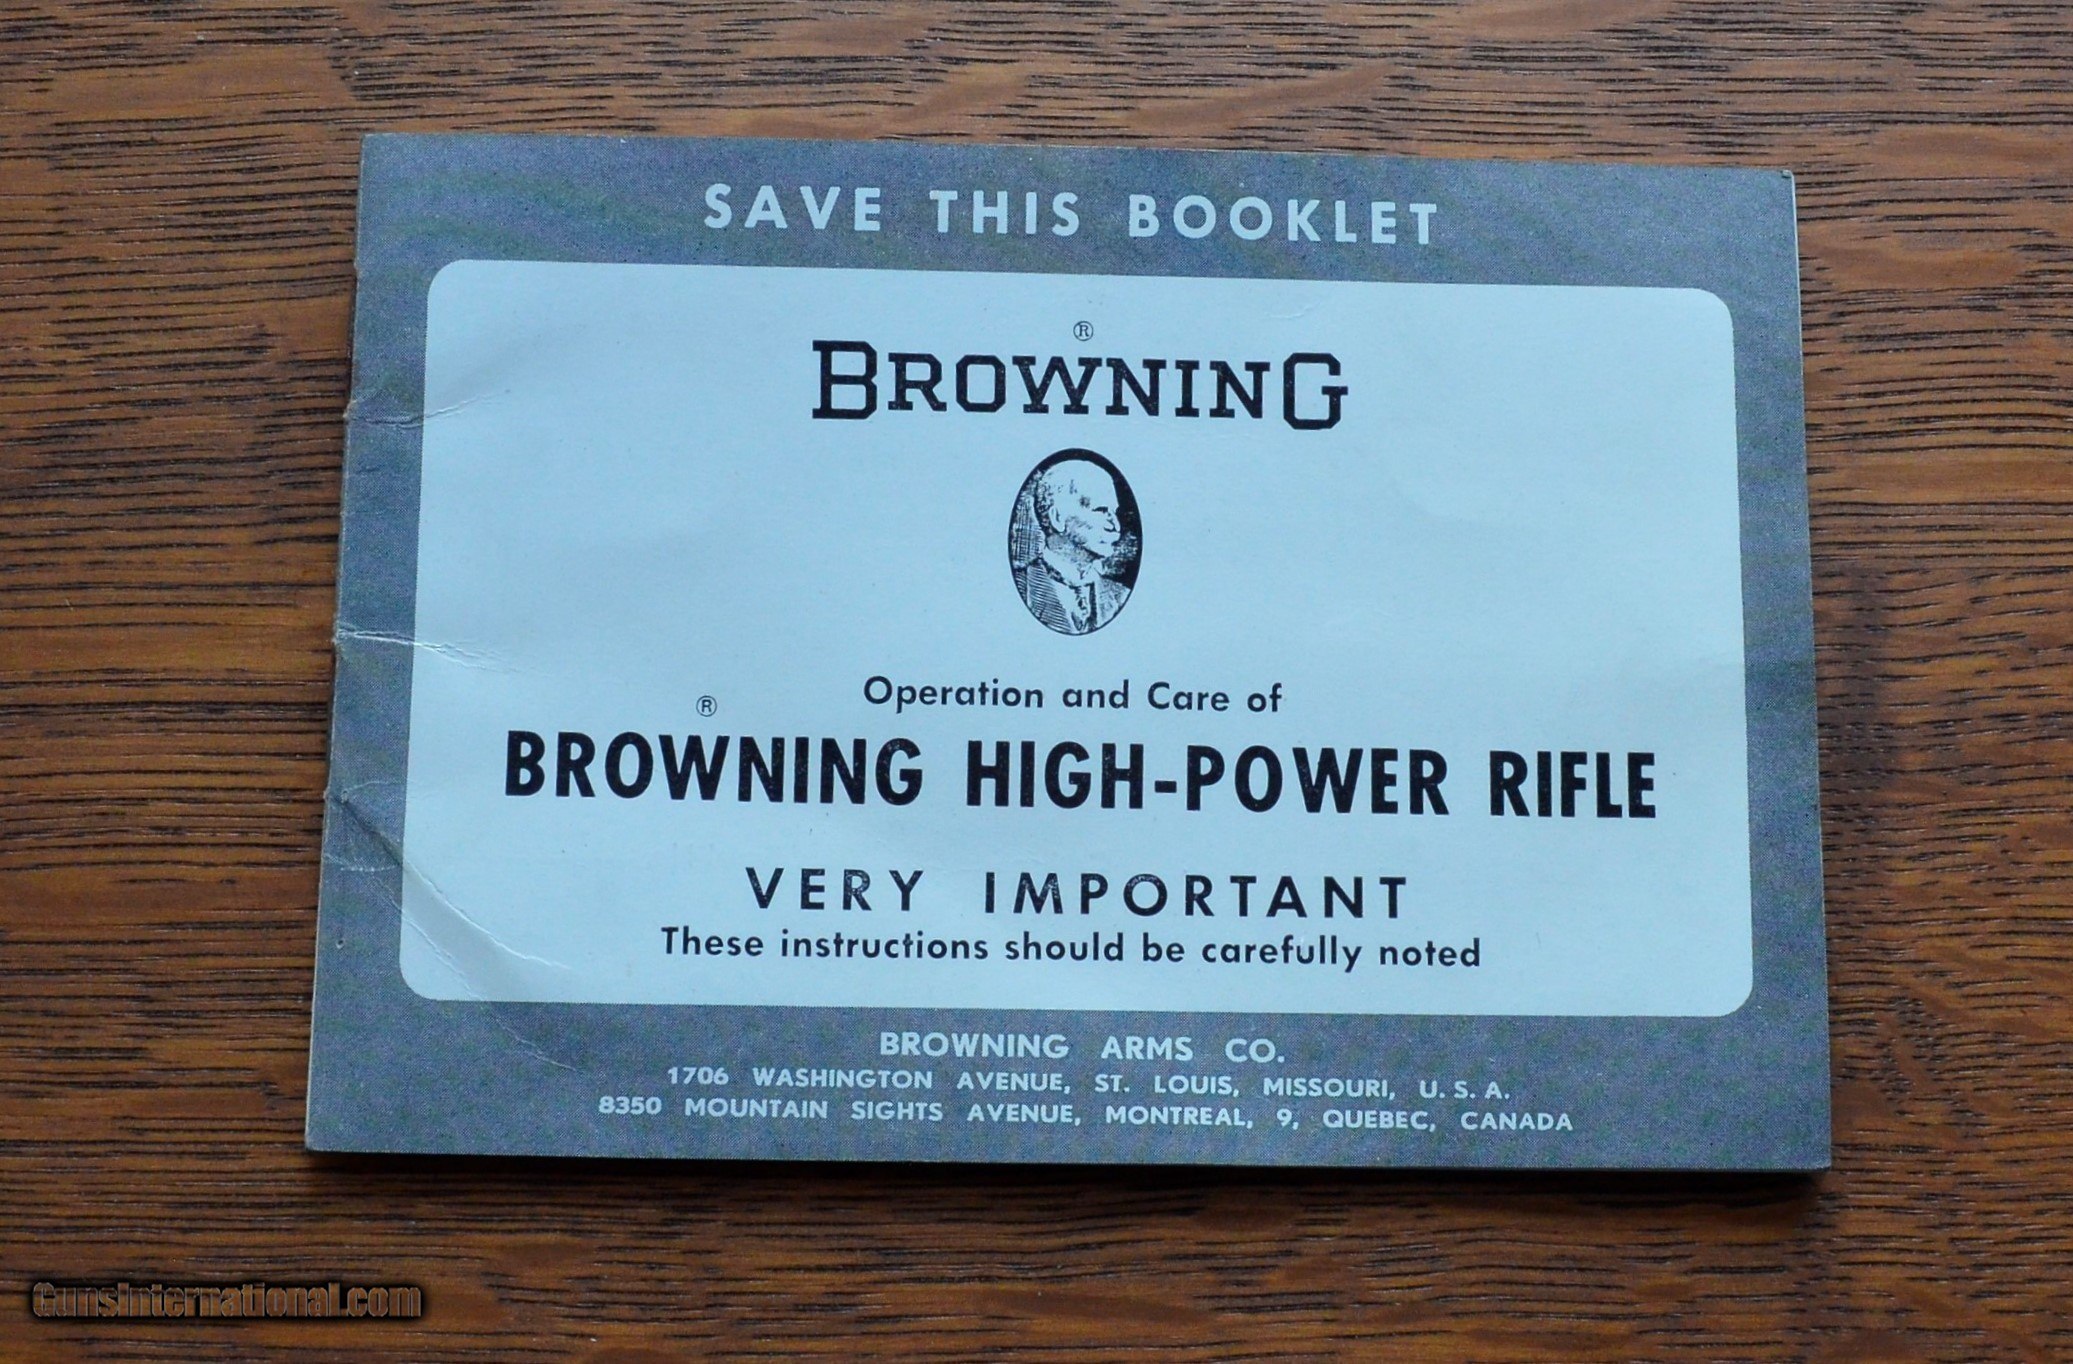 SAVE THIS BOOKLET
®
BROWNING
Operation and Care of
®
BROWNING HIGH-POWER RIFLE
VERY IMPORTANT
These instructions should be carefully noted
BROWNING ARMS CO.
1706 WASHINGTON AVENUE, ST. LOUIS, MISSOURI, U. S. A.
8350 MOUNTAIN SIGHTS AVENUE, MONTREAL, 9, QUEBEC, CANADA
GunsInternational.com